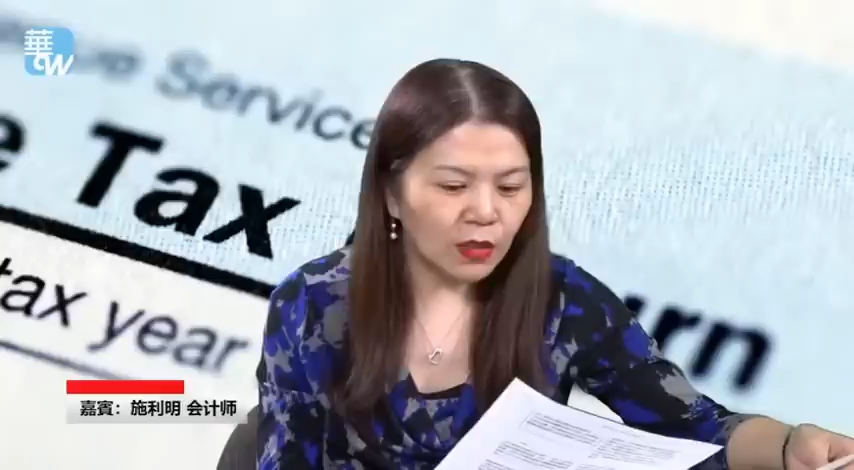 華
CW
Service
Tax
urn
tax year
嘉賓：施利明 会计师